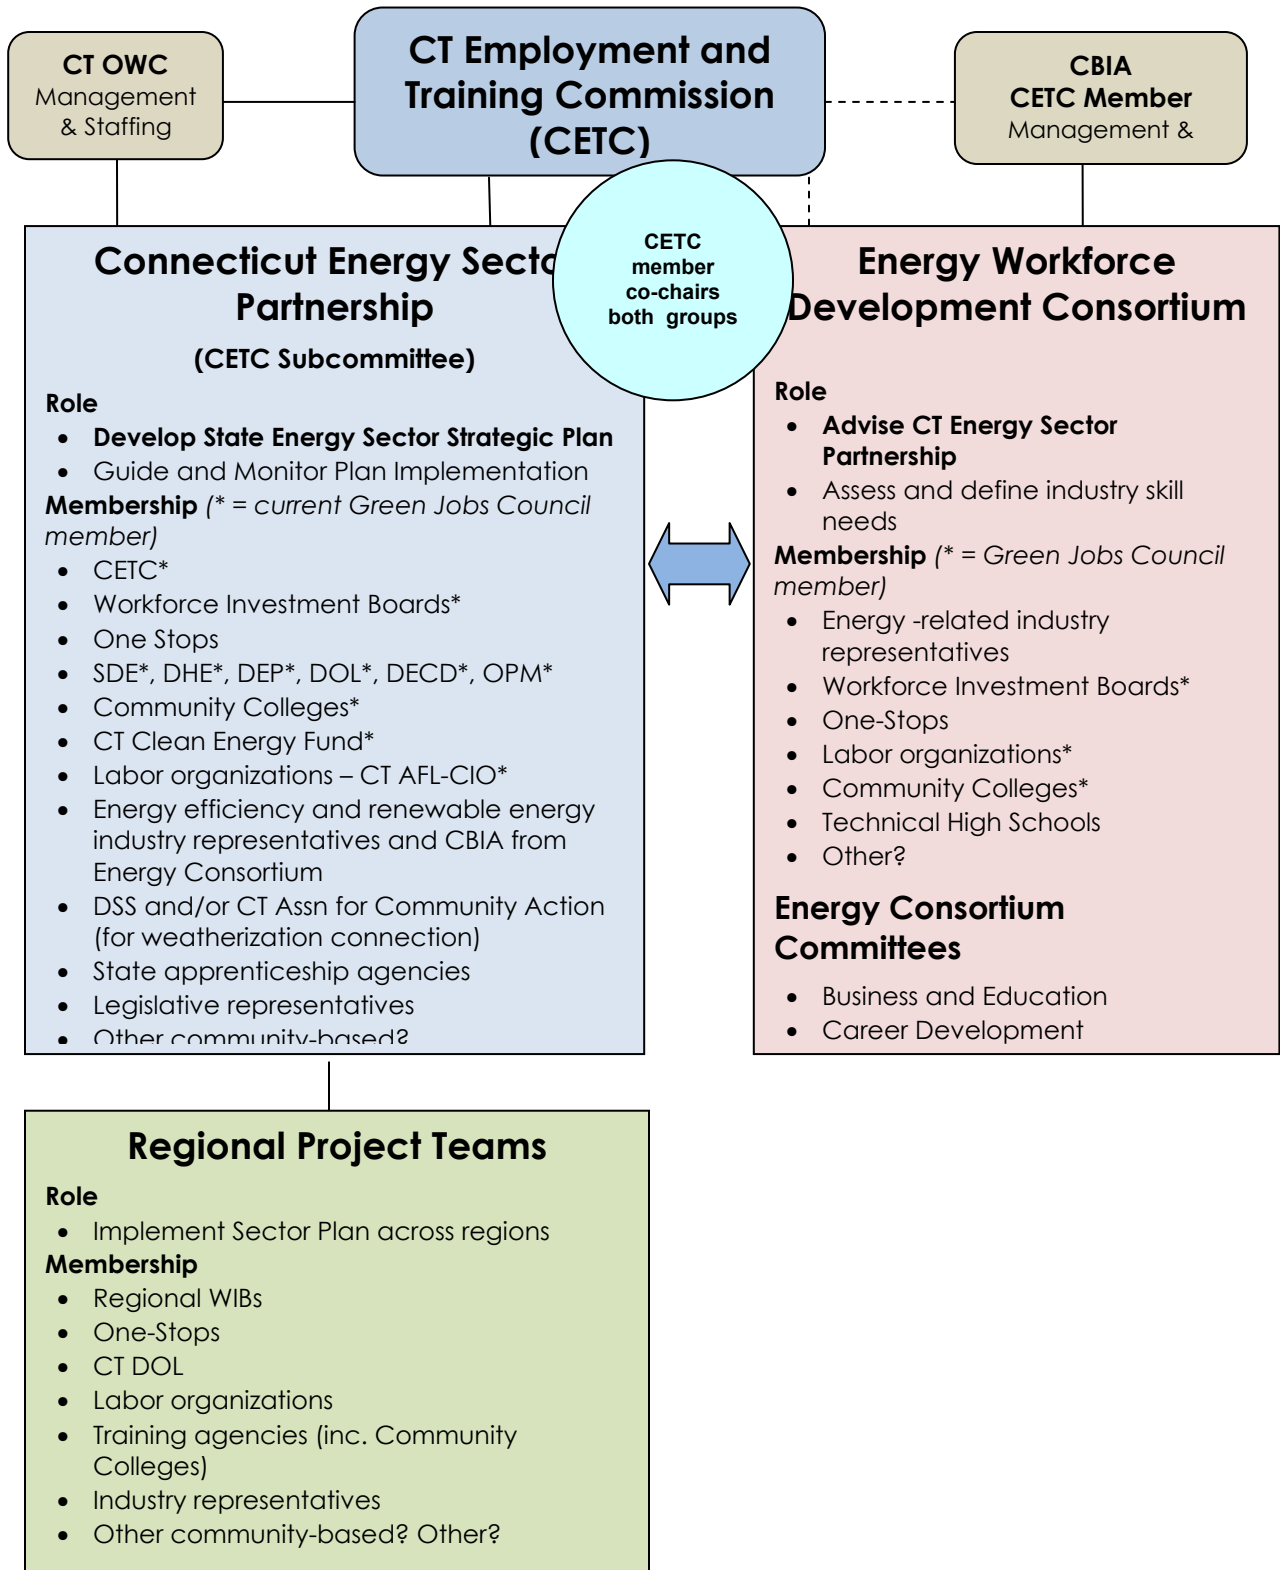 CT OWC
Management
& Staffing
CT Employment and
Training Commission
(CETC)
CBIA
CETC Member
Management &
CETC
member
co-chairs
both groups
Connecticut Energy Secto
Partnership
(CETC Subcommittee)
Role
• Develop State Energy Sector Strategic Plan
• Guide and Monitor Plan Implementation
Membership (* = current Green Jobs Council
member)
• CETC*
• Workforce Investment Boards*
• One Stops
• SDE*, DHE*, DEP*, DOL*, DECD*, OPM*
• Community Colleges*
• CT Clean Energy Fund*
• Labor organizations – CT AFL-CIO*
• Energy efficiency and renewable energy
industry representatives and CBIA from
Energy Consortium
• DSS and/or CT Assn for Community Action
(for weatherization connection)
• State apprenticeship agencies
• Legislative representatives
• Other community-based?
Energy Workforce
Development Consortium
Role
• Advise CT Energy Sector
Partnership
• Assess and define industry skill
needs
Membership (* = Green Jobs Council
member)
• Energy -related industry
representatives
• Workforce Investment Boards*
• One-Stops
• Labor organizations*
• Community Colleges*
• Technical High Schools
• Other?
Energy Consortium
Committees
• Business and Education
• Career Development
Regional Project Teams
Role
• Implement Sector Plan across regions
Membership
• Regional WIBs
• One-Stops
• CT DOL
• Labor organizations
• Training agencies (inc. Community
Colleges)
• Industry representatives
• Other community-based? Other?